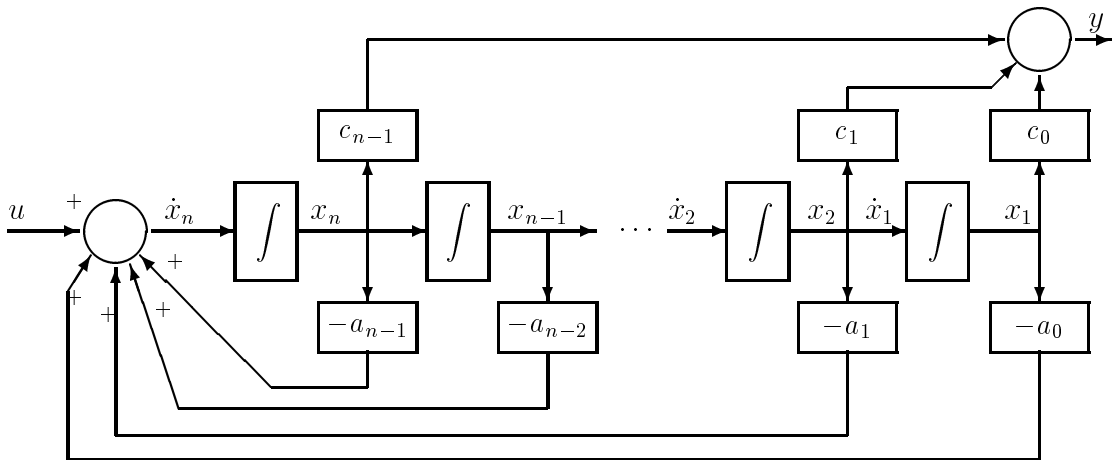 y
c_{n-1} c_1 c_0
u + ẋ_n ∫ x_n ∫ x_{n-1} ··· ẋ_2 ∫ x_2 ẋ_1 ∫ x_1
+ + + +
-a_{n-1} -a_{n-2} -a_1 -a_0